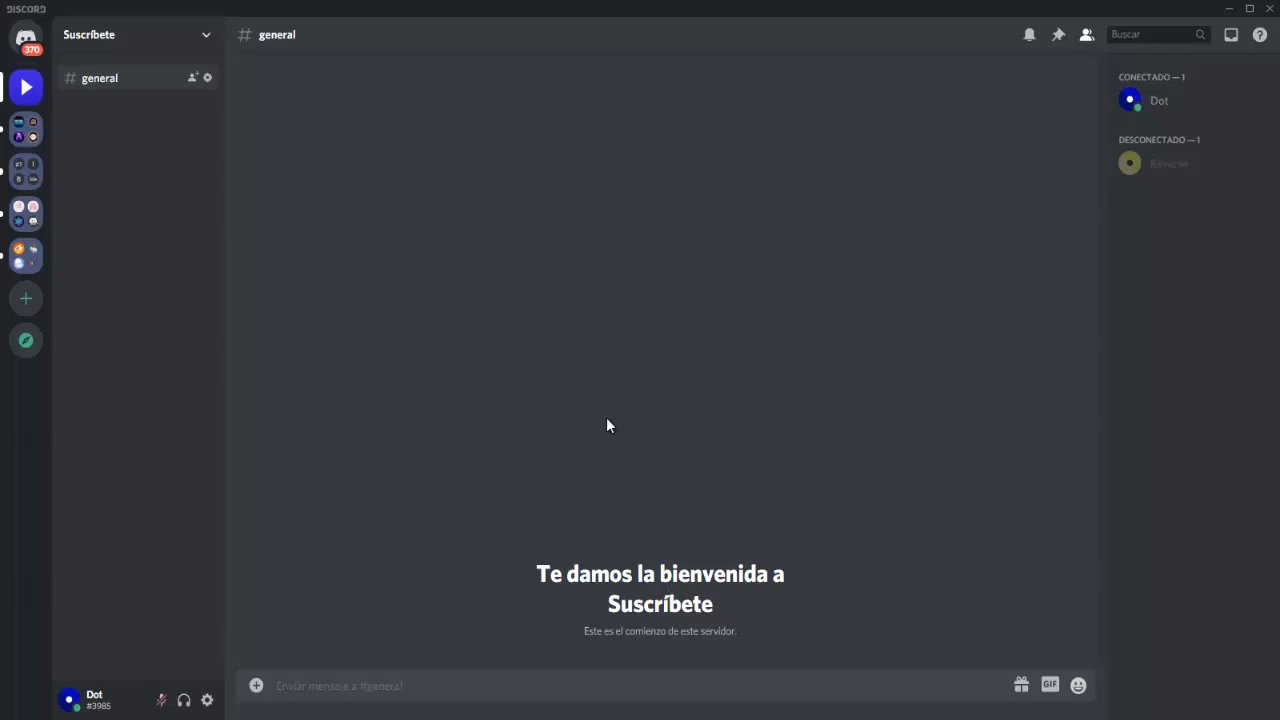 DISCORD
370
Suscríbete
general
Dot
#3985
general
Buscar
Te damos la bienvenida a
Suscríbete
Este es el comienzo de este servidor.
Enviar mensaje a #general
GIF
CONECTADO — 1
Dot
DESCONECTADO — 1